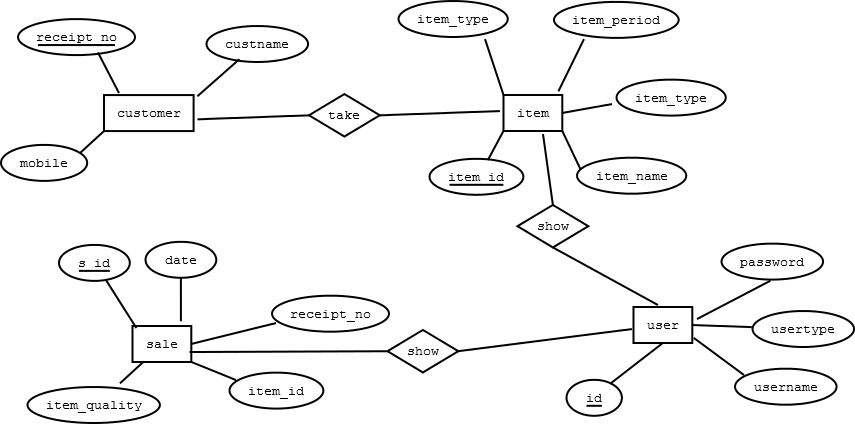 item_type
item_period
receipt_no
custname
item_type
customer
take
item
mobile
item_id
item_name
show
s_id
date
password
receipt_no
user
usertype
sale
show
item_id
username
item_quality
id